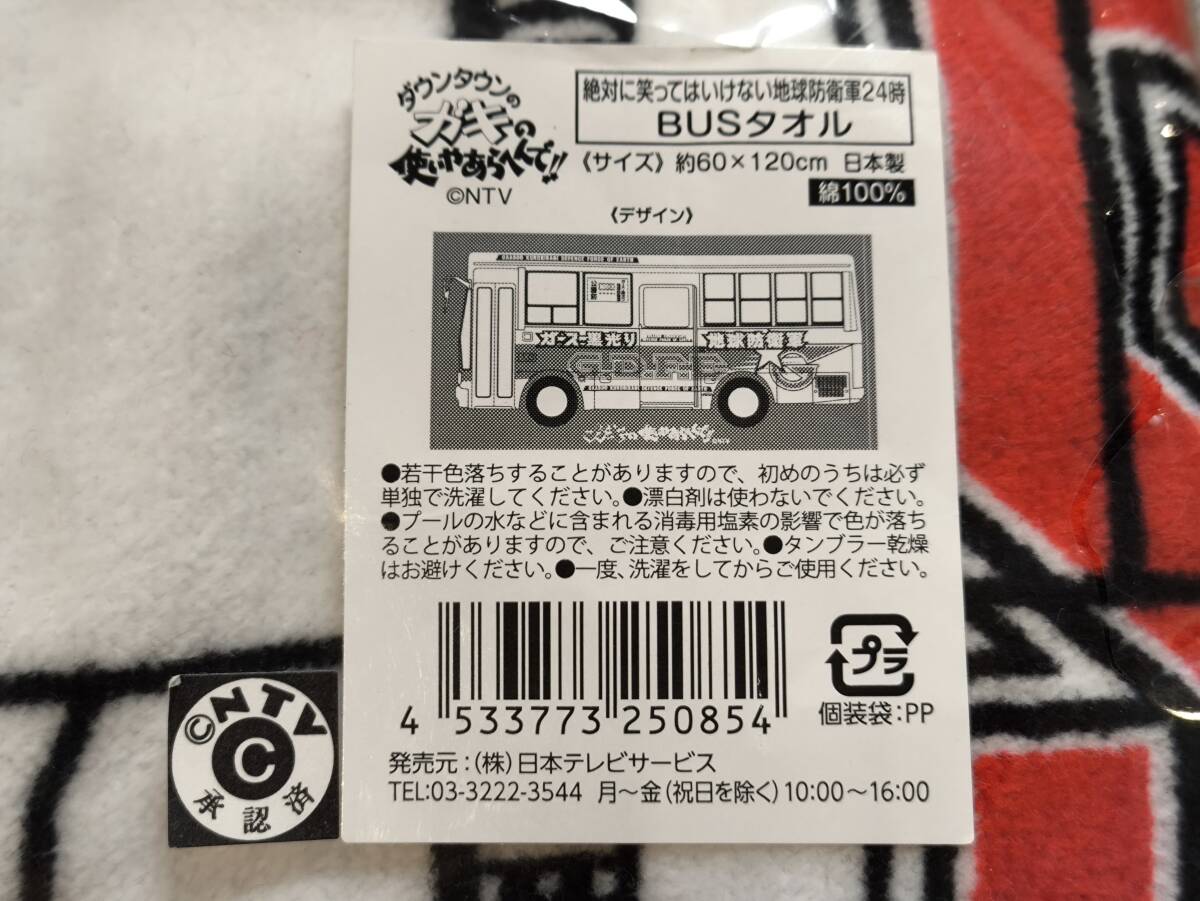 ダウンタウンの
ガキの
使いやあらへんで!!
©NTV
絶対に笑ってはいけない地球防衛軍24時
BUSタオル
《サイズ》約60×120cm 日本製
綿100%
《デザイン》
ガースー黒光り 地球防衛軍
●若干色落ちすることがありますので、初めのうちは必ず
単独で洗濯してください。●漂白剤は使わないでください。
●プールの水などに含まれる消毒用塩素の影響で色が落ち
ることがありますので、ご注意ください。●タンブラー乾燥
はお避けください。●一度、洗濯をしてからご使用ください。
4 533773 250854
プラ
個装袋:PP
発売元:(株)日本テレビサービス
TEL:03-3222-3544 月〜金(祝日を除く)10:00〜16:00
©NTV
C
承認済